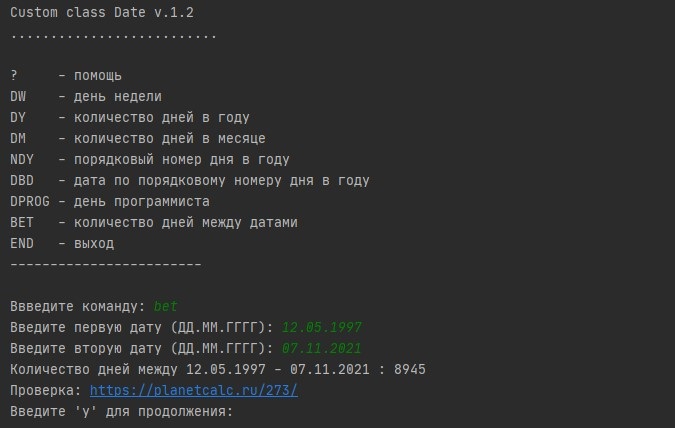 Custom class Date v.1.2
..........................
? - помощь
DW - день недели
DY - количество дней в году
DM - количество дней в месяце
NDY - порядковый номер дня в году
DBD - дата по порядковому номеру дня в году
DPROG - день программиста
BET - количество дней между датами
END - выход
------------------------
Ввведите команду: bet
Введите первую дату (ДД.ММ.ГГГГ): 12.05.1997
Введите вторую дату (ДД.ММ.ГГГГ): 07.11.2021
Количество дней между 12.05.1997 - 07.11.2021 : 8945
Проверка: https://planetcalc.ru/273/
Введите 'y' для продолжения: